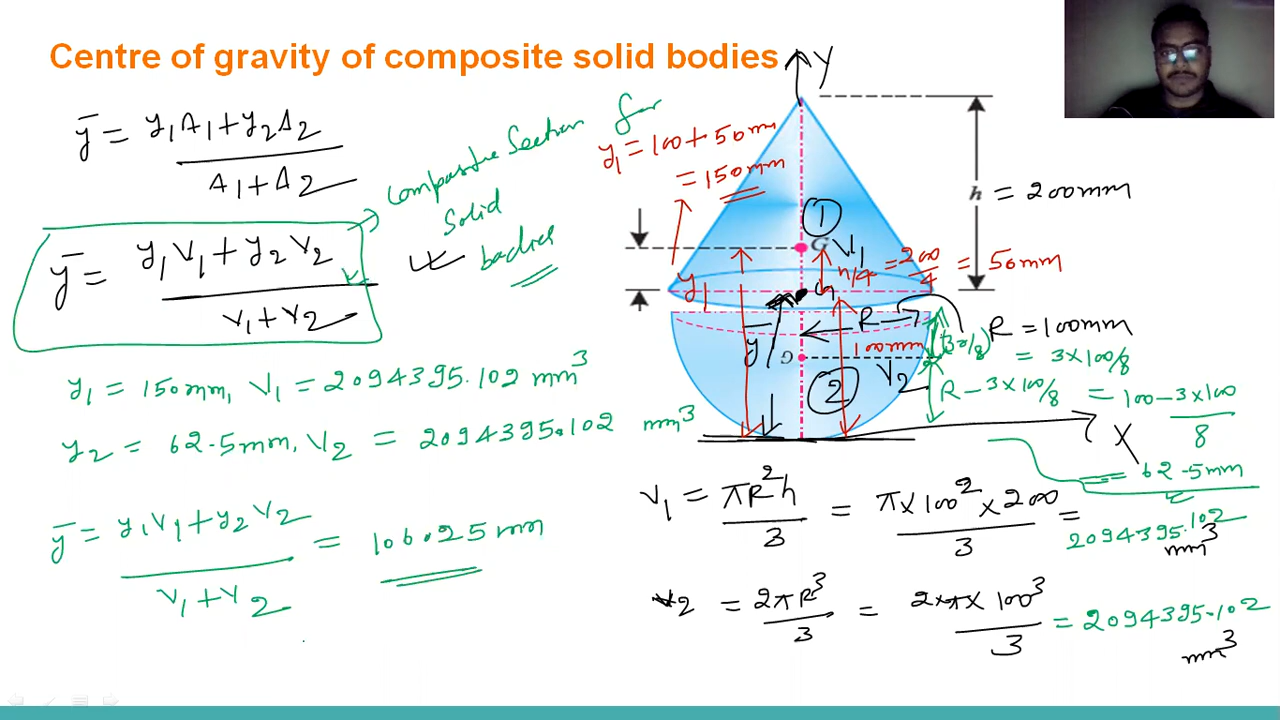 Centre of gravity of composite solid bodies
ȳ = y₁A₁+y₂A₂ / A₁+A₂
ȳ = y₁V₁+y₂V₂ / V₁+V₂
composite Section for
Solid
bodies
y₁ = 150mm, V₁ = 2094395.102 mm³
y₂ = 62.5mm, V₂ = 2094395.102 mm³
ȳ = y₁V₁+y₂V₂ / V₁+V₂ = 106.25 mm
Y
y₁ = 100+50mm
= 150mm
h = 200mm
1
G
V₁
h/4 = 200/4 = 50mm
y₁
ȳ
R
R = 100mm
100mm
(3R/8)
= 3×100/8
2
V₂
R-3×100/8 = 100-3×100/8
X
= 62.5mm
V₁ = πR²h/3 = π×100²×200/3 = 2094395.102 mm³
V₂ = 2πR³/3 = 2×π×100³/3 = 2094395.102 mm³